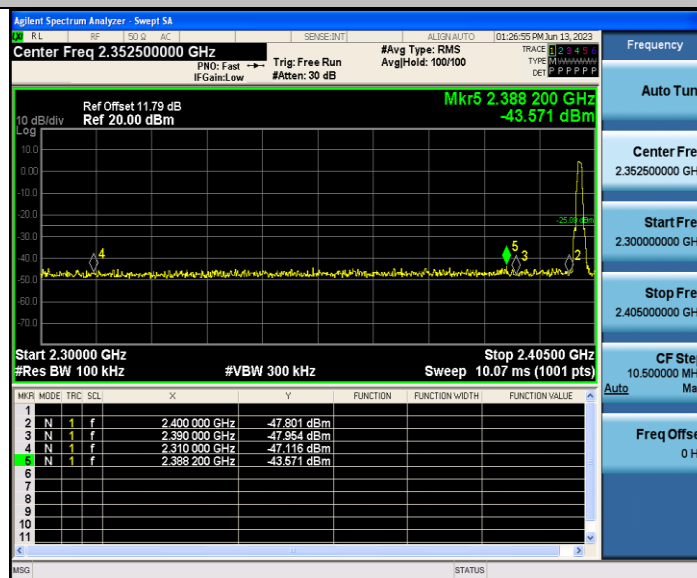 Agilent Spectrum Analyzer - Swept SA
RL RF 50 Ω AC SENSE:INT ALIGN AUTO 01:26:55 PM Jun 13, 2023
Center Freq 2.352500000 GHz
PNO: Fast
IFGain:Low
Trig: Free Run
#Atten: 30 dB
#Avg Type: RMS
Avg|Hold: 100/100
TRACE 1 2 3 4 5 6
TYPE M
DET P P P P P P
Ref Offset 11.79 dB
10 dB/div Ref 20.00 dBm
Log
Mkr5 2.388 200 GHz
-43.571 dBm
10.0
0.00
-10.0
-20.0
-25.09 dBm
-30.0
-40.0
-50.0
-60.0
-70.0
4
5
3
2
Start 2.30000 GHz Stop 2.40500 GHz
#Res BW 100 kHz #VBW 300 kHz Sweep 10.07 ms (1001 pts)
MKR MODE TRC SCL X Y FUNCTION FUNCTION WIDTH FUNCTION VALUE
1
2 N 1 f 2.400 000 GHz -47.801 dBm
3 N 1 f 2.390 000 GHz -47.954 dBm
4 N 1 f 2.310 000 GHz -47.116 dBm
5 N 1 f 2.388 200 GHz -43.571 dBm
6
7
8
9
10
11
MSG STATUS
Frequency
Auto Tun
Center Fre
2.352500000 GH
Start Fre
2.300000000 GH
Stop Fre
2.405000000 GH
CF Ste
10.500000 MH
Auto Ma
Freq Offse
0 H